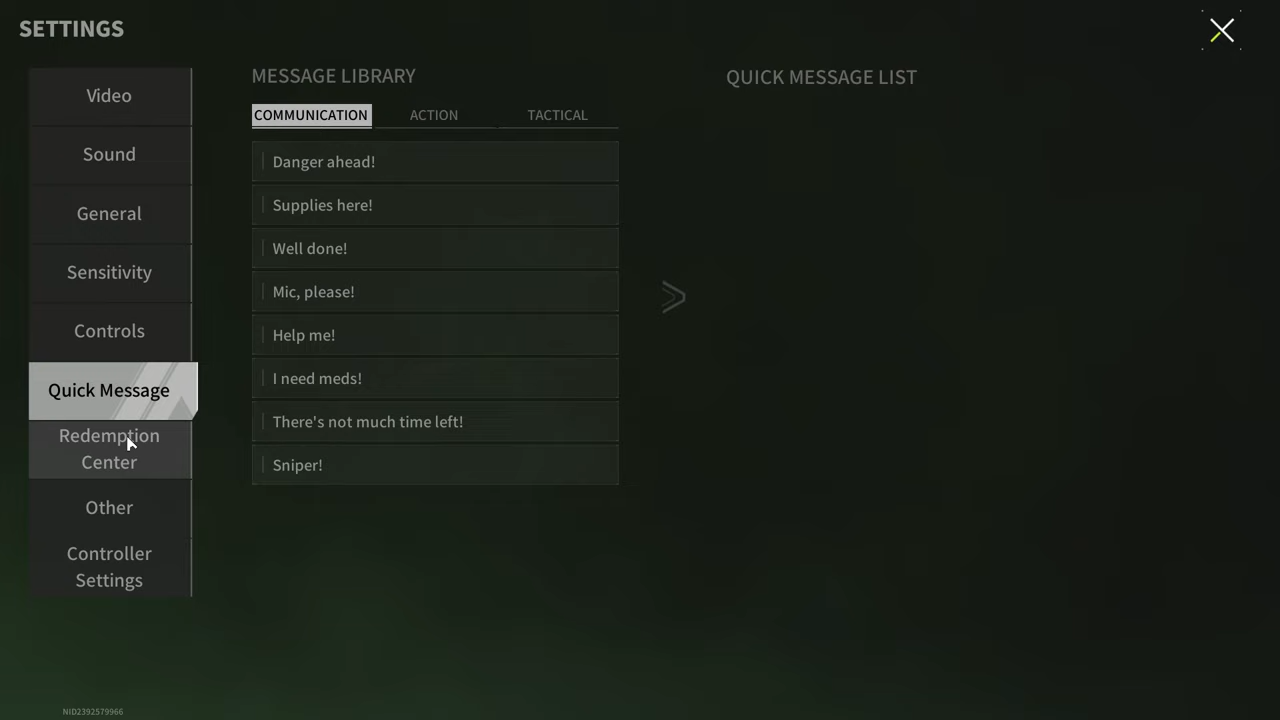 SETTINGS
Video
Sound
General
Sensitivity
Controls
Quick Message
Redemption
Center
Other
Controller
Settings
MESSAGE LIBRARY
COMMUNICATION
ACTION
TACTICAL
Danger ahead!
Supplies here!
Well done!
Mic, please!
Help me!
I need meds!
There's not much time left!
Sniper!
QUICK MESSAGE LIST
NID2392579966